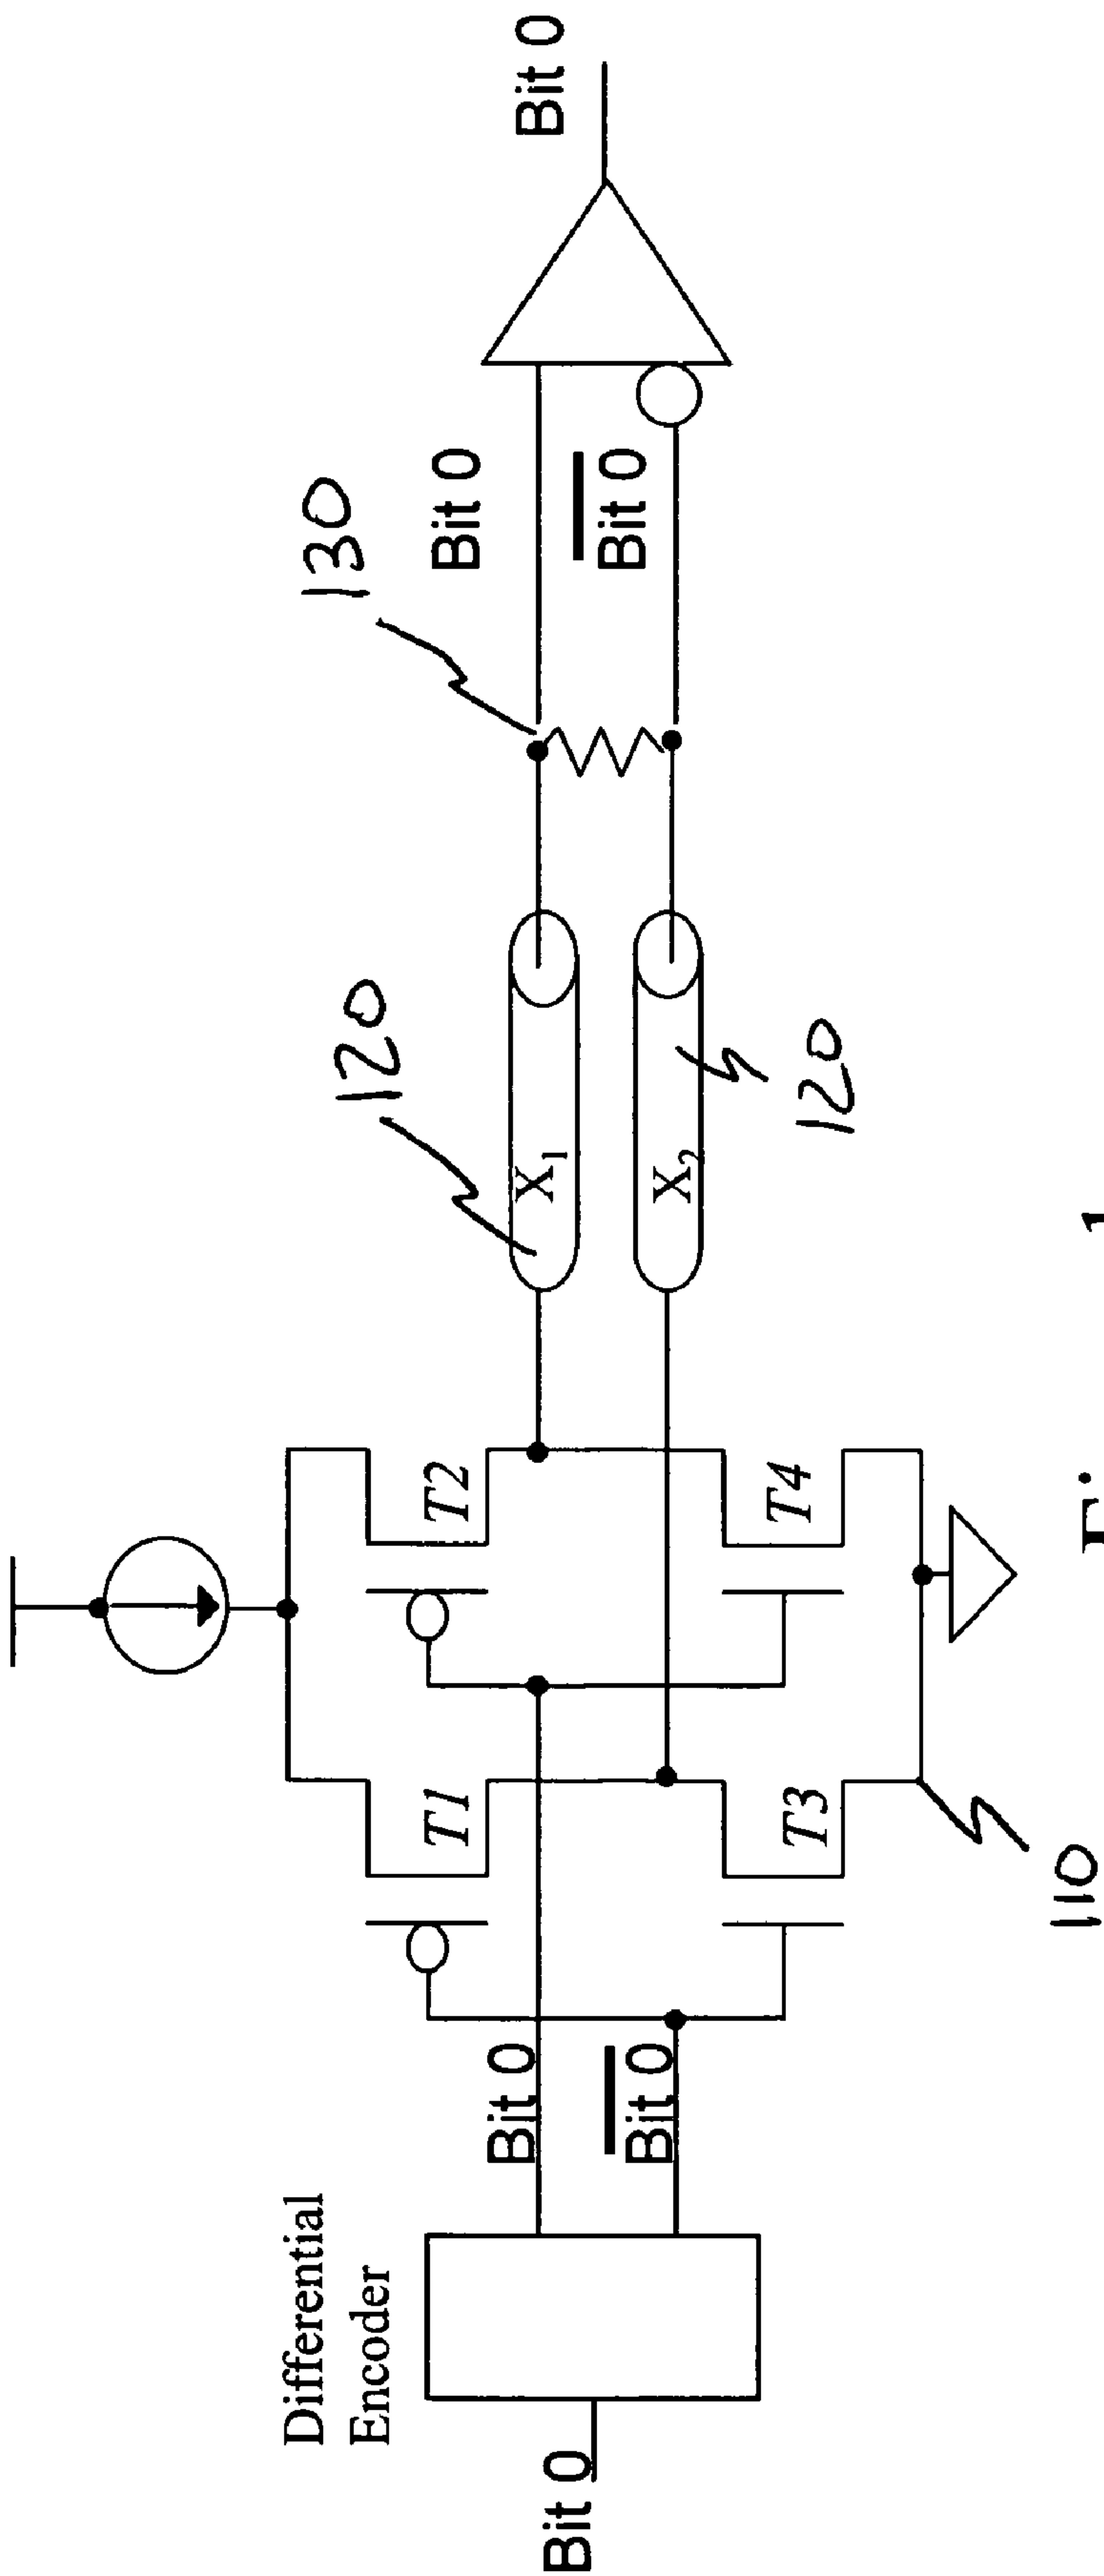 Bit 0
Differential
Encoder
Bit 0
Bit 0
T1
T2
T3
T4
110
120
X₁
X₂
120
130
Bit 0
Bit 0
Bit 0